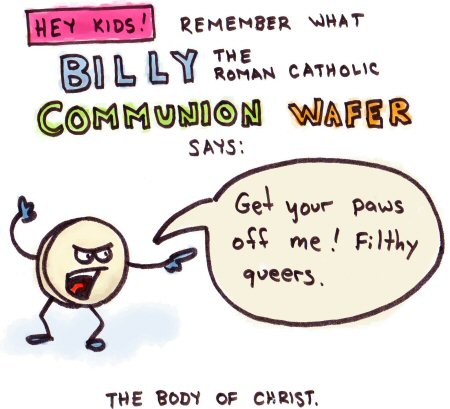 HEY KIDS! REMEMBER WHAT
BILLY THE
ROMAN CATHOLIC
COMMUNION WAFER
SAYS:
Get your paws
off me! Filthy
queers.
THE BODY OF CHRIST.